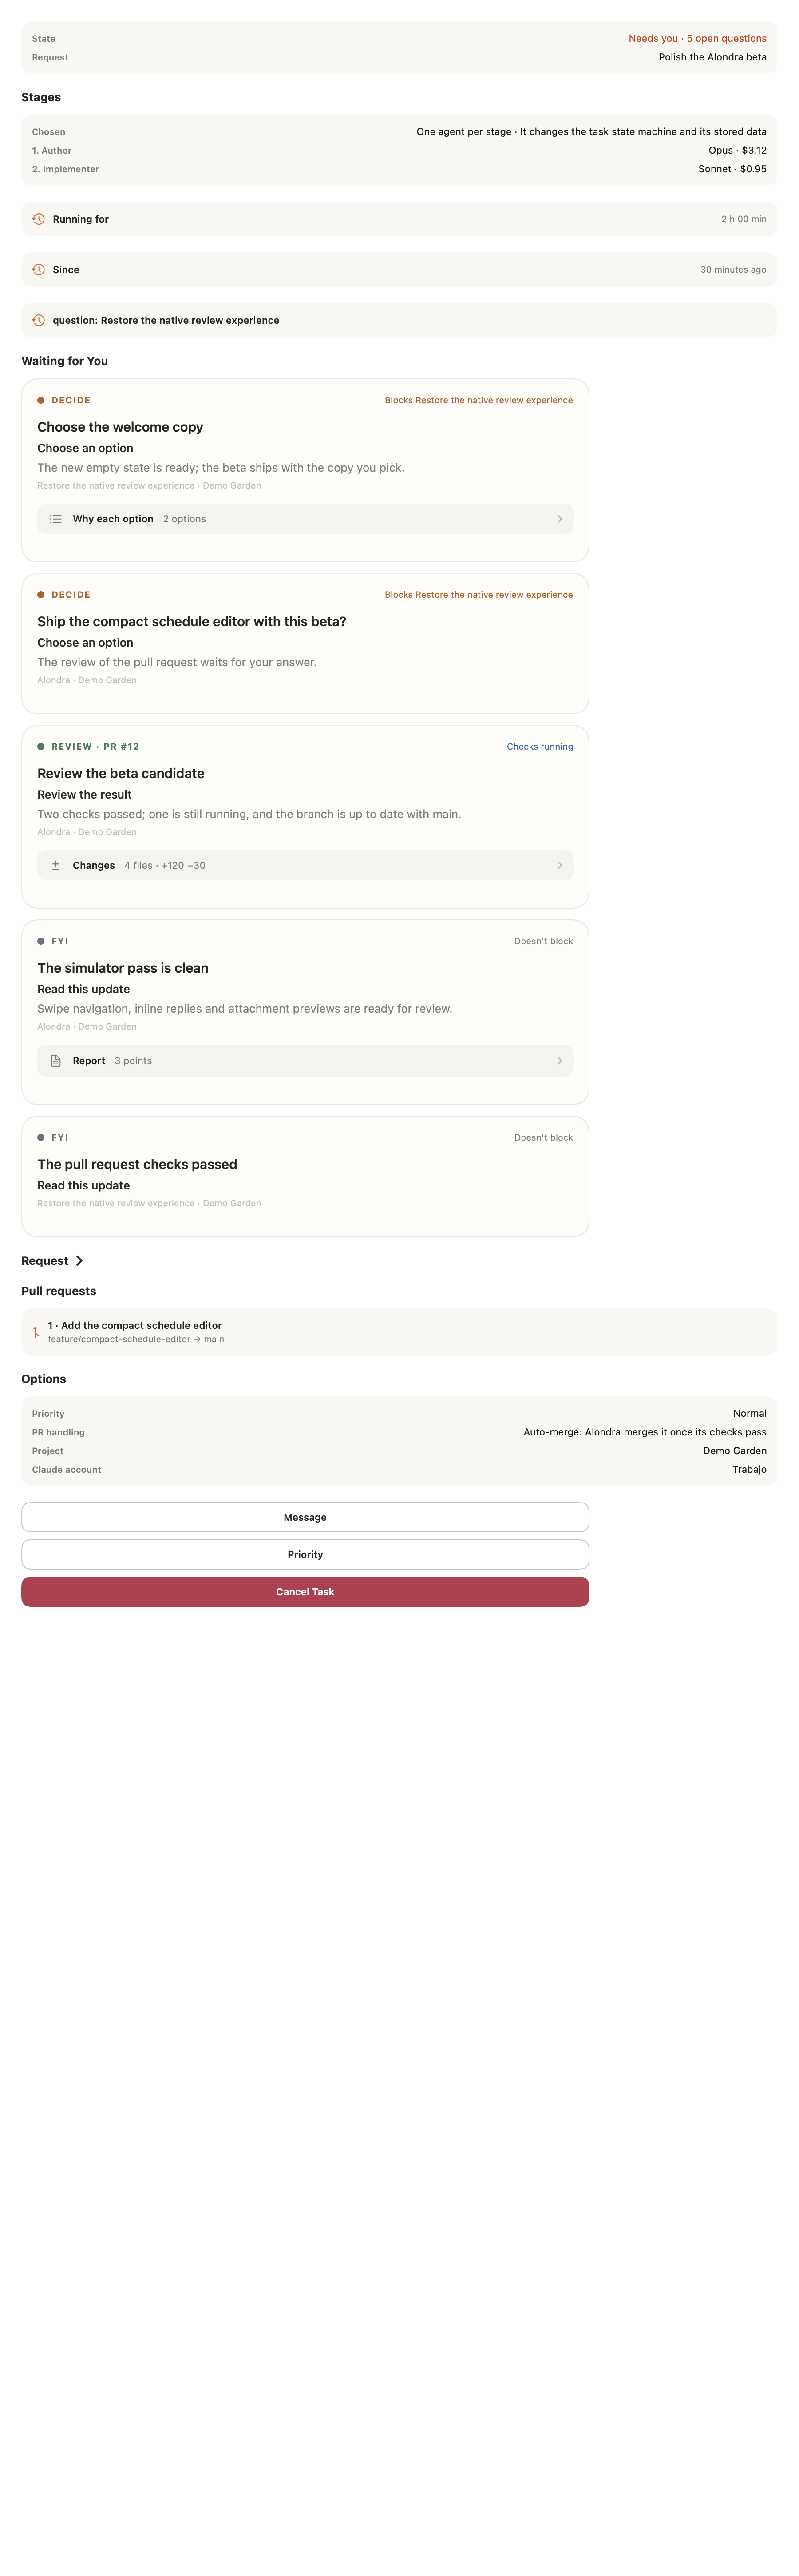 State Needs you · 5 open questions
Request Polish the Alondra beta
Stages
Chosen One agent per stage · It changes the task state machine and its stored data
1. Author Opus · $3.12
2. Implementer Sonnet · $0.95
Running for 2 h 00 min
Since 30 minutes ago
question: Restore the native review experience
Waiting for You
DECIDE Blocks Restore the native review experience
Choose the welcome copy
Choose an option
The new empty state is ready; the beta ships with the copy you pick.
Restore the native review experience · Demo Garden
Why each option 2 options
DECIDE Blocks Restore the native review experience
Ship the compact schedule editor with this beta?
Choose an option
The review of the pull request waits for your answer.
Alondra · Demo Garden
REVIEW · PR #12 Checks running
Review the beta candidate
Review the result
Two checks passed; one is still running, and the branch is up to date with main.
Alondra · Demo Garden
Changes 4 files · +120 −30
FYI Doesn't block
The simulator pass is clean
Read this update
Swipe navigation, inline replies and attachment previews are ready for review.
Alondra · Demo Garden
Report 3 points
FYI Doesn't block
The pull request checks passed
Read this update
Restore the native review experience · Demo Garden
Request
Pull requests
1 · Add the compact schedule editor
feature/compact-schedule-editor → main
Options
Priority Normal
PR handling Auto-merge: Alondra merges it once its checks pass
Project Demo Garden
Claude account Trabajo
Message
Priority
Cancel Task